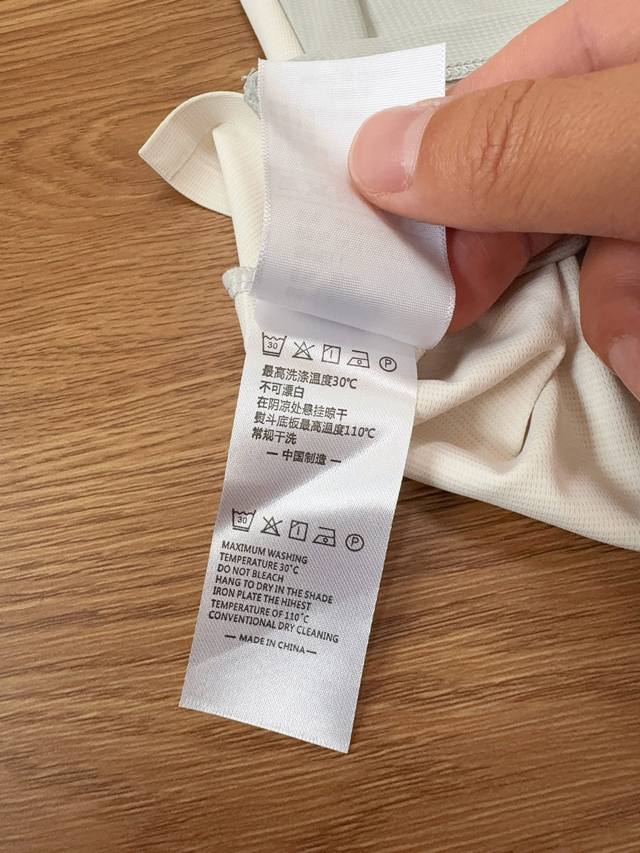 30 P
最高洗涤温度30℃
不可漂白
在阴凉处悬挂晾干
熨斗底板最高温度110℃
常规干洗
— 中国制造 —
30 P
MAXIMUM WASHING
TEMPERATURE 30°C
DO NOT BLEACH
HANG TO DRY IN THE SHADE
IRON PLATE THE HIHEST
TEMPERATURE OF 110°C
CONVENTIONAL DRY CLEANING
— MADE IN CHINA —